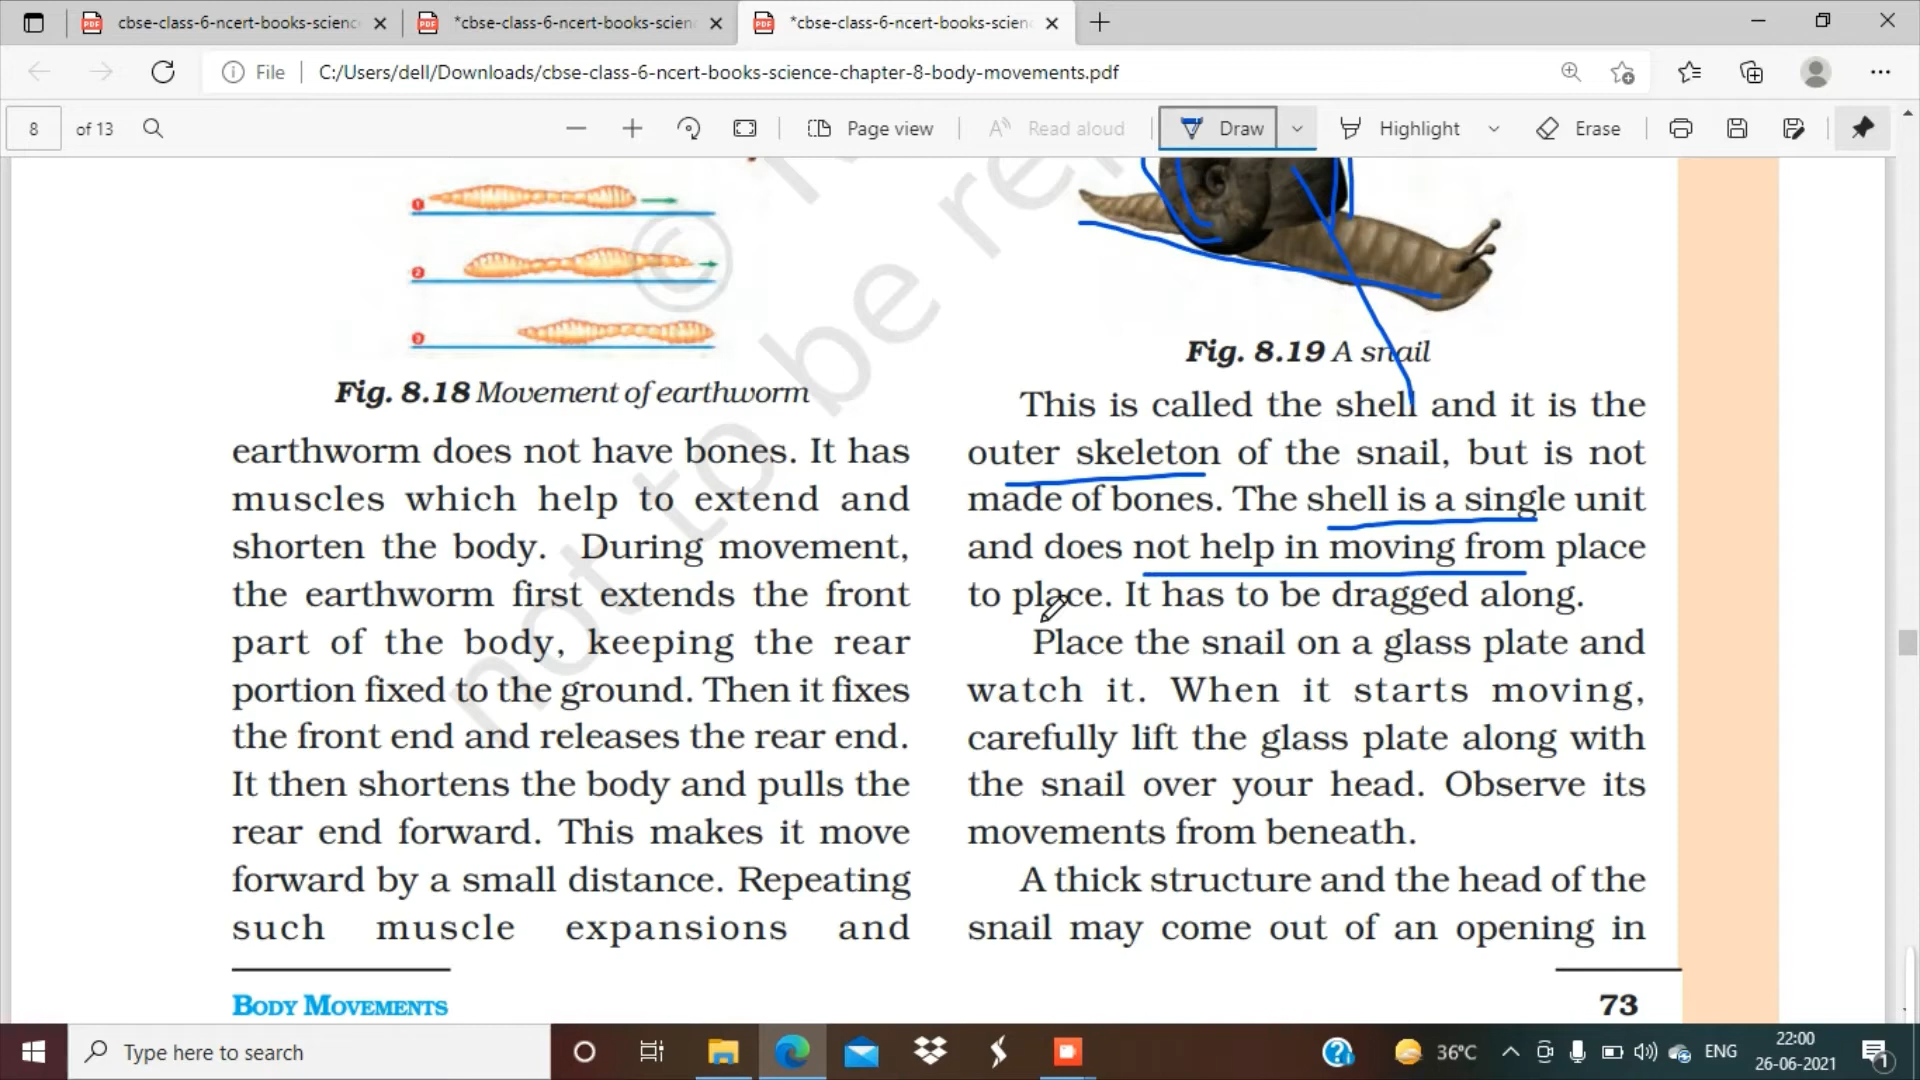 cbse-class-6-ncert-books-science
*cbse-class-6-ncert-books-scien
*cbse-class-6-ncert-books-scien
File
C:/Users/dell/Downloads/cbse-class-6-ncert-books-science-chapter-8-body-movements.pdf
8 of 13
Page view
Read aloud
Draw
Highlight
Erase
1
2
3
Fig. 8.18 Movement of earthworm
earthworm does not have bones. It has
muscles which help to extend and
shorten the body. During movement,
the earthworm first extends the front
part of the body, keeping the rear
portion fixed to the ground. Then it fixes
the front end and releases the rear end.
It then shortens the body and pulls the
rear end forward. This makes it move
forward by a small distance. Repeating
such muscle expansions and
Fig. 8.19 A snail
This is called the shell and it is the
outer skeleton of the snail, but is not
made of bones. The shell is a single unit
and does not help in moving from place
to place. It has to be dragged along.
Place the snail on a glass plate and
watch it. When it starts moving,
carefully lift the glass plate along with
the snail over your head. Observe its
movements from beneath.
A thick structure and the head of the
snail may come out of an opening in
©
not to be re
BODY MOVEMENTS
73
Type here to search
36°C
ENG
22:00
26-06-2021
1